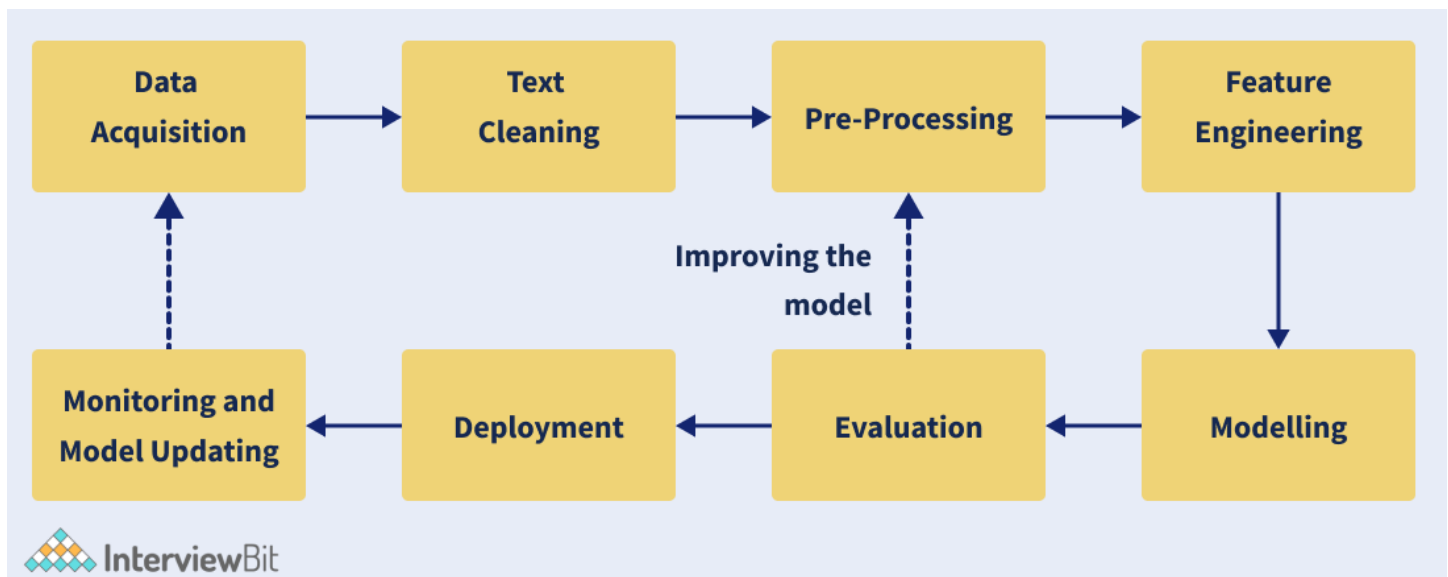 Data
Acquisition
Text
Cleaning
Pre-Processing
Feature
Engineering
Improving the
model
Monitoring and
Model Updating
Deployment
Evaluation
Modelling
InterviewBit